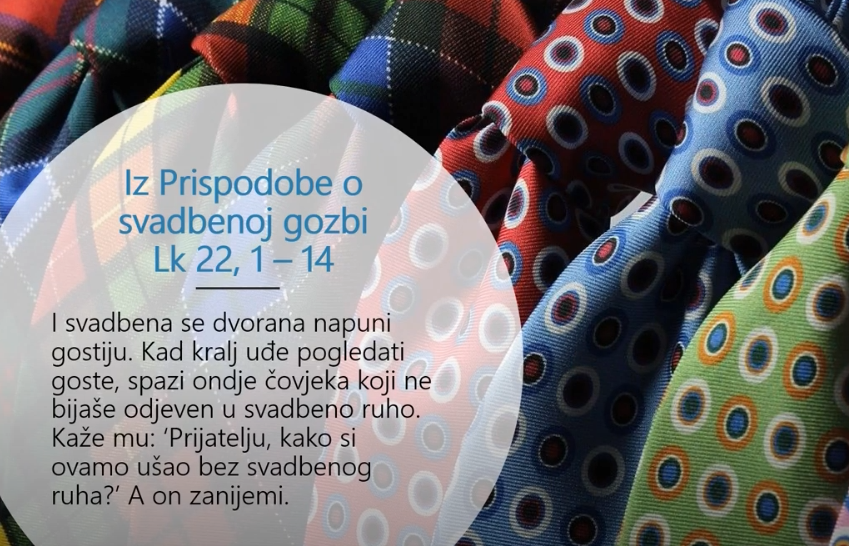 Iz Prispodobe o
svadbenoj gozbi
Lk 22, 1 – 14
I svadbena se dvorana napuni
gostiju. Kad kralj uđe pogledati
goste, spazi ondje čovjeka koji ne
bijaše odjeven u svadbeno ruho.
Kaže mu: ‘Prijatelju, kako si
ovamo ušao bez svadbenog
ruha?’ A on zanijemi.